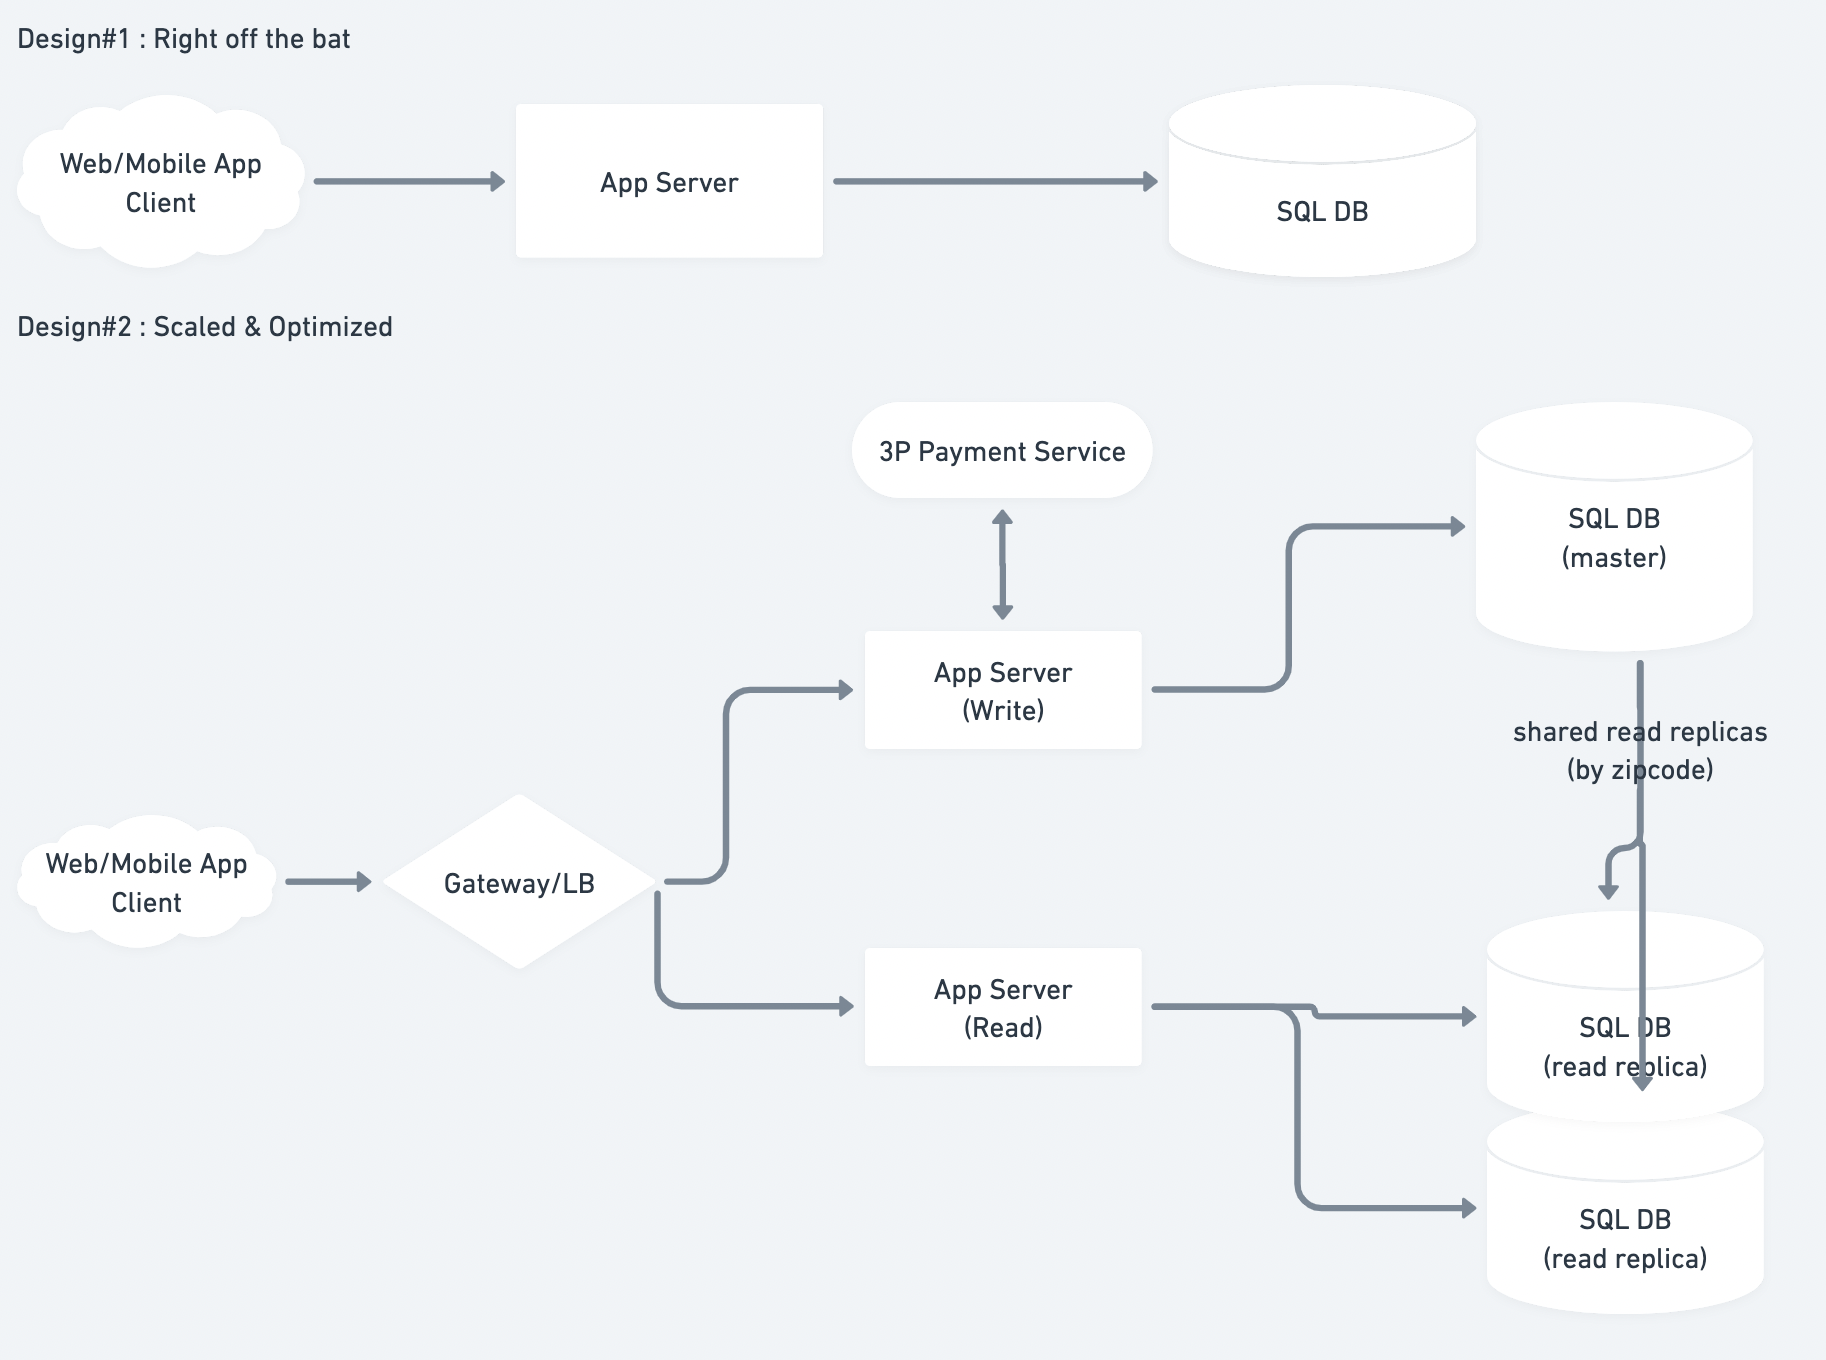 Design#1 : Right off the bat
Web/Mobile App
Client
App Server
SQL DB
Design#2 : Scaled & Optimized
3P Payment Service
SQL DB
(master)
App Server
(Write)
shared read replicas
(by zipcode)
Web/Mobile App
Client
Gateway/LB
App Server
(Read)
SQL DB
(read replica)
SQL DB
(read replica)